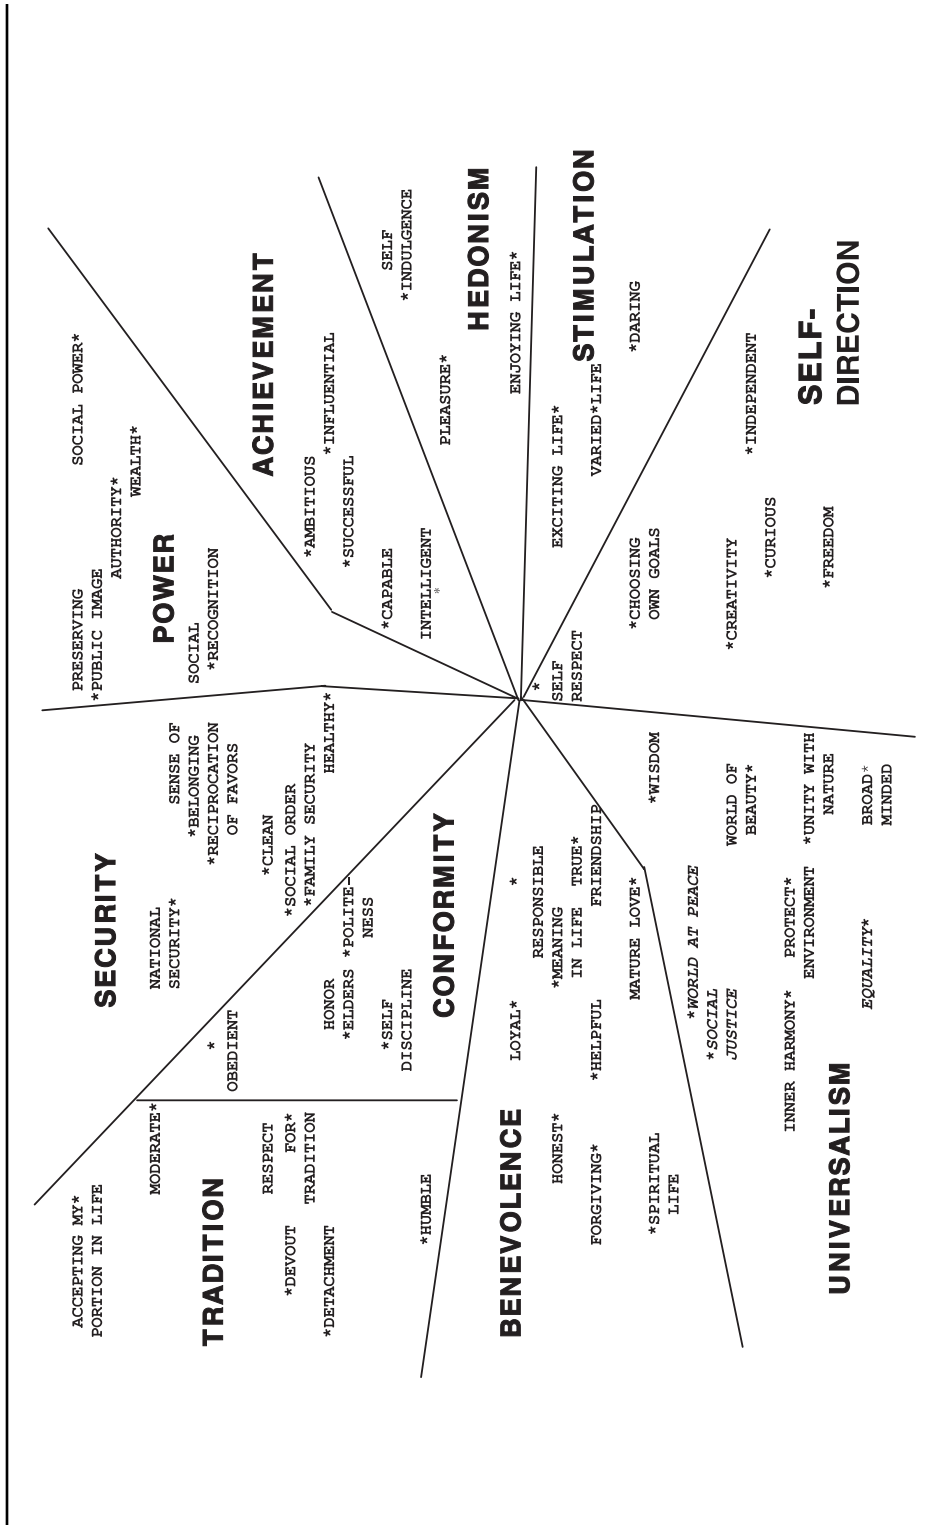 ACCEPTING MY*
PORTION IN LIFE
MODERATE*
TRADITION
RESPECT
FOR*
TRADITION
*DEVOUT
*DETACHMENT
*HUMBLE
SECURITY
NATIONAL
SECURITY*
SENSE OF
*BELONGING
*RECIPROCATION
OF FAVORS
*CLEAN
*SOCIAL ORDER
*FAMILY SECURITY
HEALTHY*
*
OBEDIENT
HONOR
*ELDERS
*POLITE-
NESS
*SELF
DISCIPLINE
CONFORMITY
PRESERVING
*PUBLIC IMAGE
SOCIAL POWER*
AUTHORITY*
WEALTH*
POWER
SOCIAL
*RECOGNITION
ACHIEVEMENT
*AMBITIOUS
*INFLUENTIAL
*SUCCESSFUL
*CAPABLE
INTELLIGENT
*
SELF
*INDULGENCE
PLEASURE*
HEDONISM
ENJOYING LIFE*
EXCITING LIFE*
STIMULATION
VARIED*LIFE
*DARING
*
SELF
RESPECT
*CHOOSING
OWN GOALS
*CREATIVITY
*INDEPENDENT
*CURIOUS
*FREEDOM
SELF-
DIRECTION
BENEVOLENCE
LOYAL*
*
RESPONSIBLE
HONEST*
*MEANING
IN LIFE
TRUE*
FRIENDSHIP
FORGIVING*
*HELPFUL
MATURE LOVE*
*SPIRITUAL
LIFE
*WISDOM
*WORLD AT PEACE
*SOCIAL
JUSTICE
WORLD OF
BEAUTY*
INNER HARMONY*
PROTECT*
ENVIRONMENT
*UNITY WITH
NATURE
UNIVERSALISM
EQUALITY*
BROAD*
MINDED